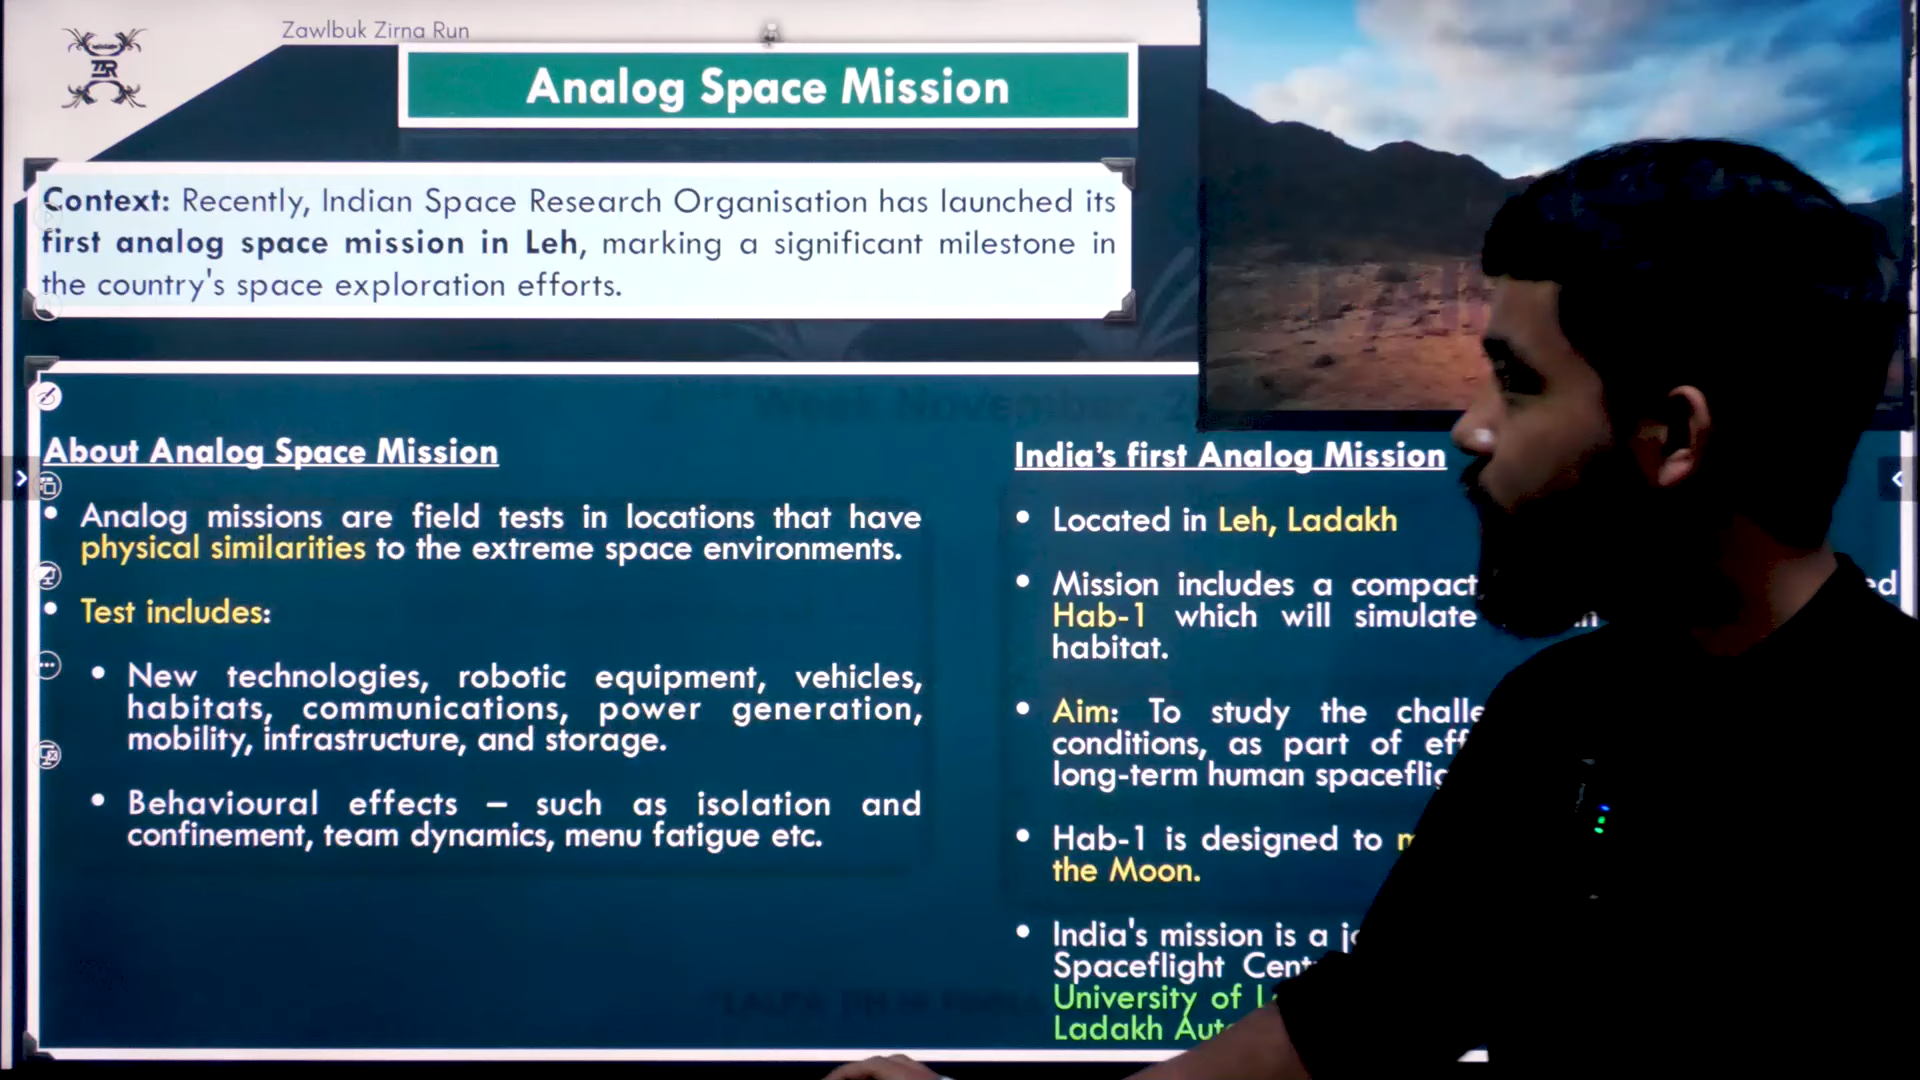 Zawlbuk Zirna Run
ZZR
Analog Space Mission
Context: Recently, Indian Space Research Organisation has launched its
first analog space mission in Leh, marking a significant milestone in
the country's space exploration efforts.
About Analog Space Mission
• Analog missions are field tests in locations that have
physical similarities to the extreme space environments.
• Test includes:
• New technologies, robotic equipment, vehicles,
habitats, communications, power generation,
mobility, infrastructure, and storage.
• Behavioural effects – such as isolation and
confinement, team dynamics, menu fatigue etc.
India's first Analog Mission
• Located in Leh, Ladakh
• Mission includes a compact
Hab-1 which will simulate
habitat.
• Aim: To study the
conditions, as part of
long-term human
• Hab-1 is designed to
the Moon.
• India's mission is a
Spaceflight
University of
Ladakh